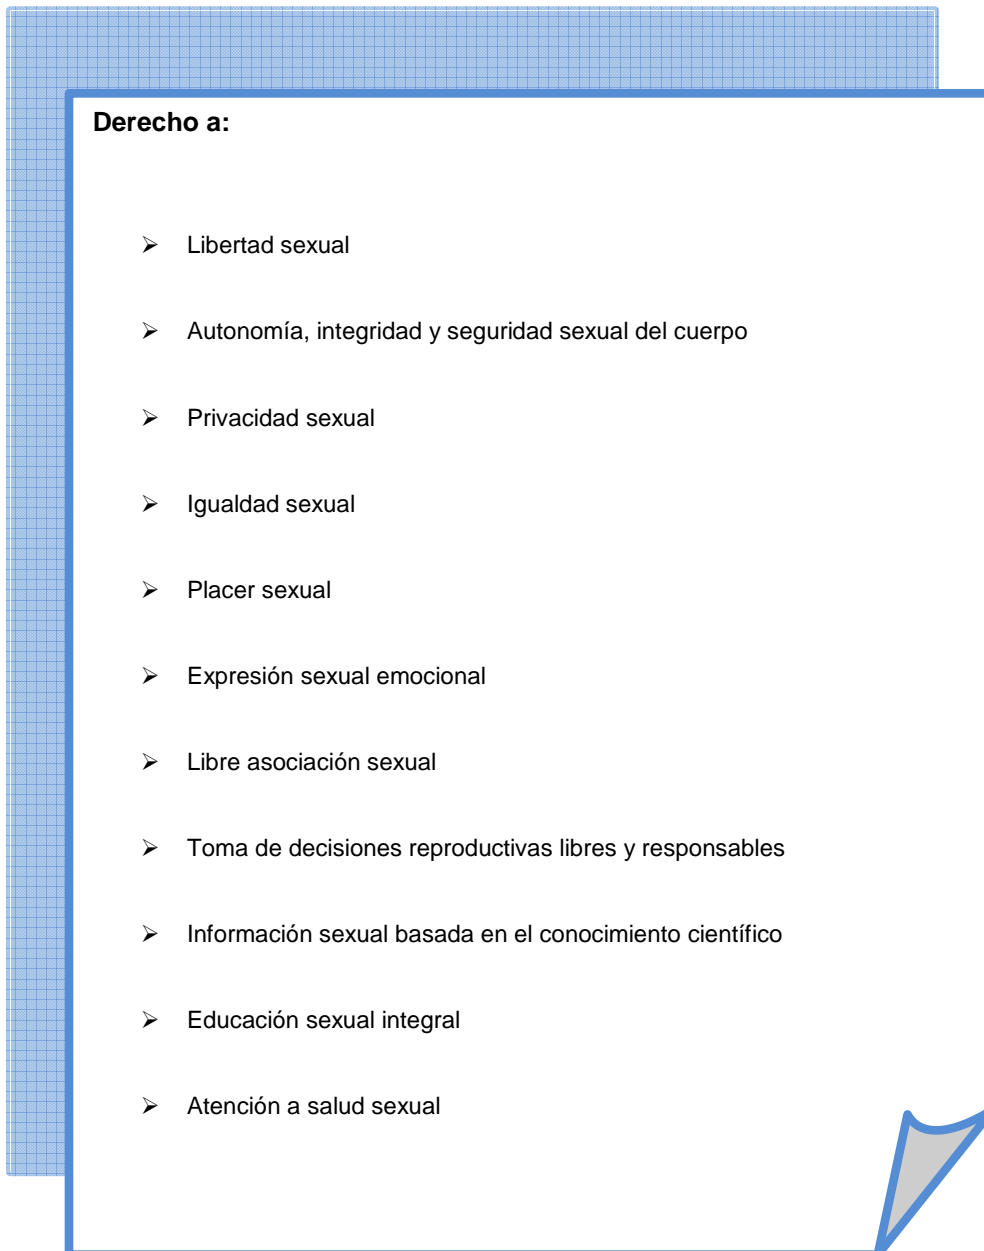 Derecho a:
➢ Libertad sexual
➢ Autonomía, integridad y seguridad sexual del cuerpo
➢ Privacidad sexual
➢ Igualdad sexual
➢ Placer sexual
➢ Expresión sexual emocional
➢ Libre asociación sexual
➢ Toma de decisiones reproductivas libres y responsables
➢ Información sexual basada en el conocimiento científico
➢ Educación sexual integral
➢ Atención a salud sexual